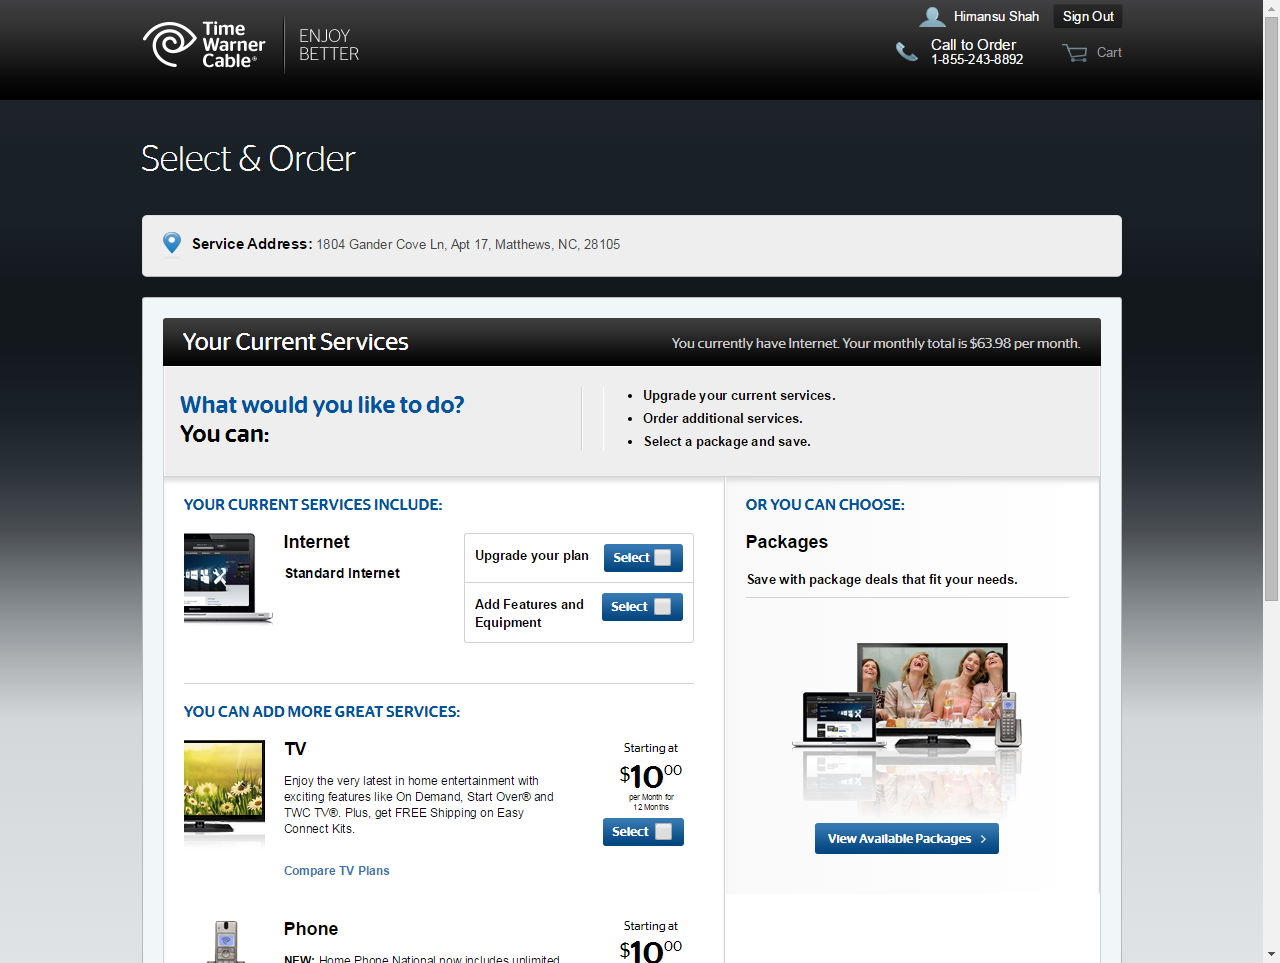 Time Warner Cable®
ENJOY BETTER
Himansu Shah
Sign Out
Call to Order
1-855-243-8892
Cart
Select & Order
Service Address: 1804 Gander Cove Ln, Apt 17, Matthews, NC, 28105
Your Current Services
You currently have Internet. Your monthly total is $63.98 per month.
What would you like to do?
You can:
• Upgrade your current services.
• Order additional services.
• Select a package and save.
YOUR CURRENT SERVICES INCLUDE:
Internet
Standard Internet
Upgrade your plan
Select
Add Features and
Equipment
Select
YOU CAN ADD MORE GREAT SERVICES:
TV
Enjoy the very latest in home entertainment with
exciting features like On Demand, Start Over® and
TWC TV®. Plus, get FREE Shipping on Easy
Connect Kits.
Compare TV Plans
Starting at
$10.00
per Month for
12 Months
Select
Phone
NEW: Home Phone National now includes unlimited
Starting at
$10.00
OR YOU CAN CHOOSE:
Packages
Save with package deals that fit your needs.
View Available Packages >